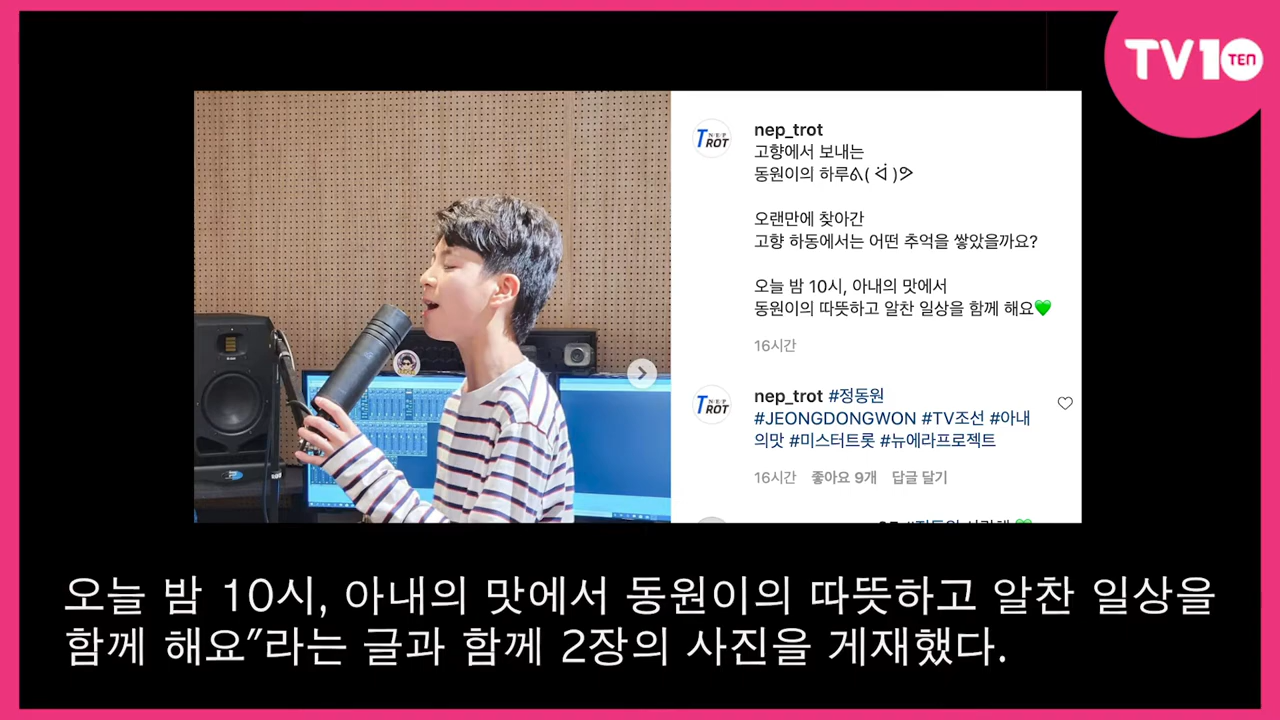 TV10 TEN
nep_trot
고향에서 보내는
동원이의 하루ᕕ( ᐛ )ᕗ
오랜만에 찾아간
고향 하동에서는 어떤 추억을 쌓았을까요?
오늘 밤 10시, 아내의 맛에서
동원이의 따뜻하고 알찬 일상을 함께 해요💚
16시간
nep_trot #정동원
#JEONGDONGWON #TV조선 #아내
의맛 #미스터트롯 #뉴에라프로젝트
16시간 좋아요 9개 답글 달기
NEP
TROT
NEP
TROT
오늘 밤 10시, 아내의 맛에서 동원이의 따뜻하고 알찬 일상을
함께 해요"라는 글과 함께 2장의 사진을 게재했다.